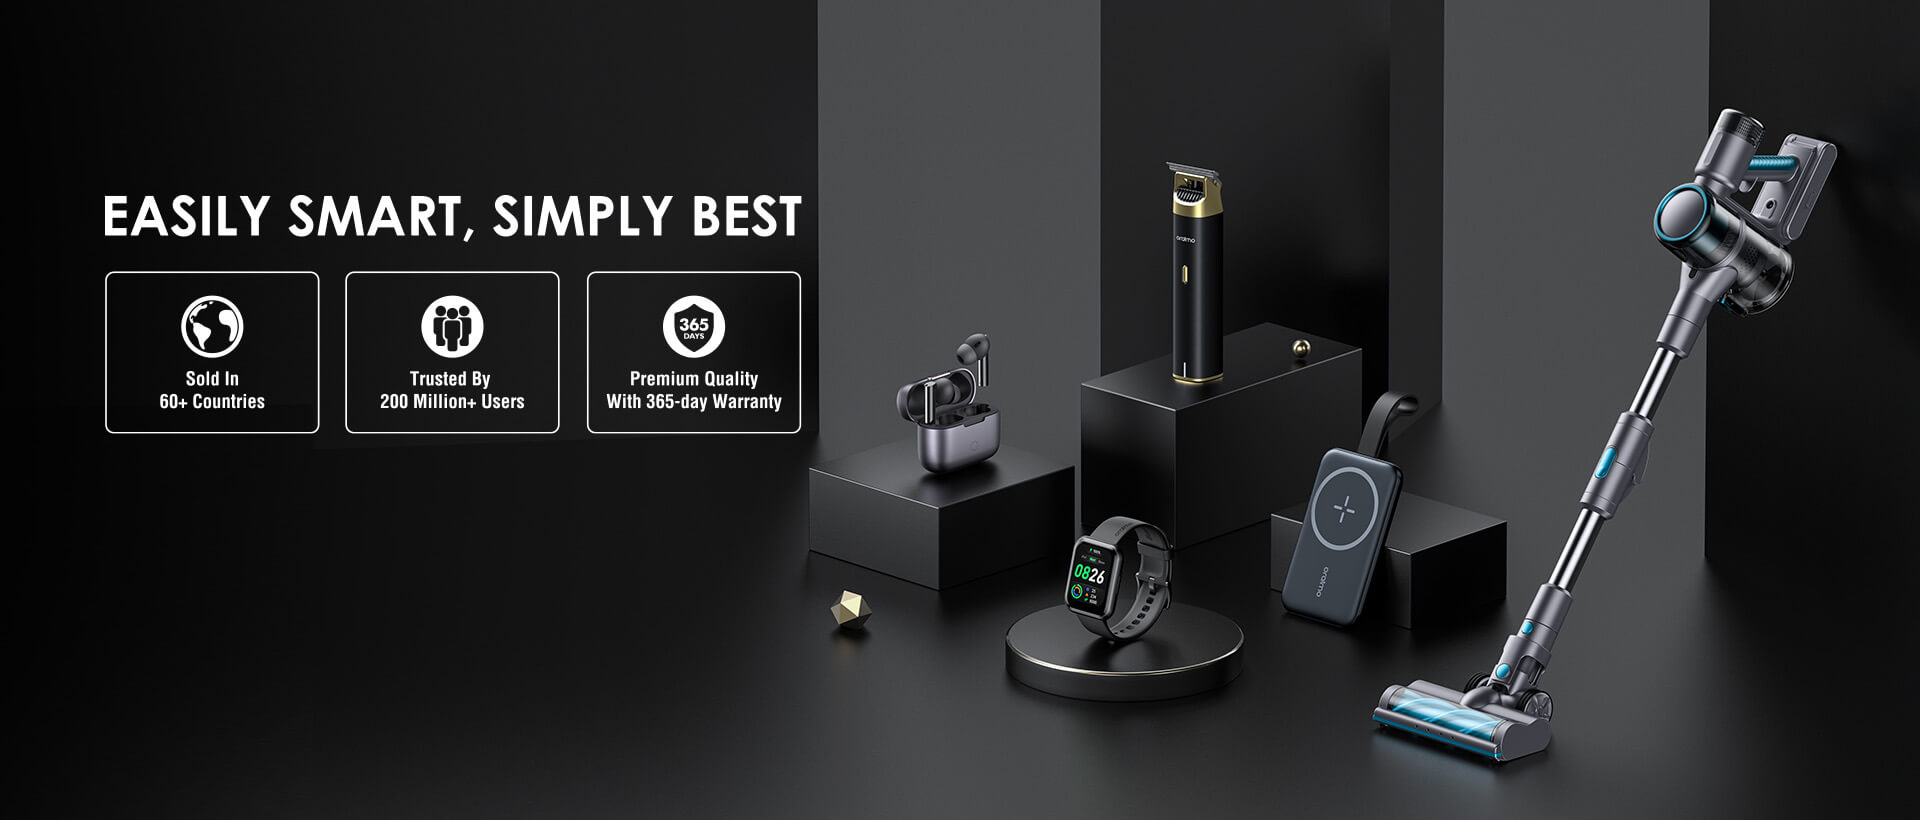 EASILY SMART, SIMPLY BEST
Sold In
60+ Countries
Trusted By
200 Million+ Users
365
DAYS
Premium Quality
With 365-day Warranty
oraimo
oraimo
0826
oraimo